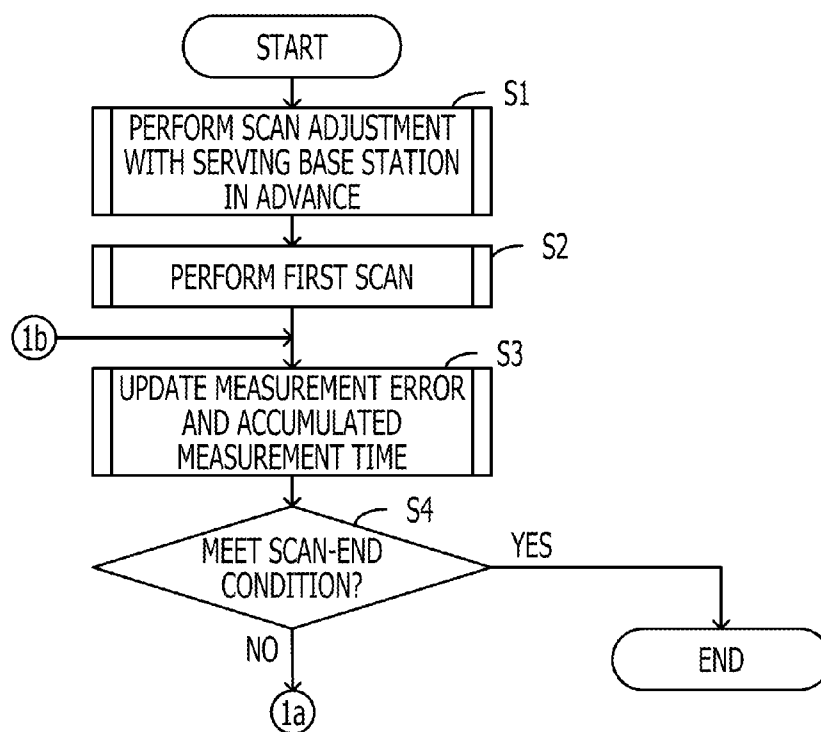 START
S1
PERFORM SCAN ADJUSTMENT
WITH SERVING BASE STATION
IN ADVANCE
S2
PERFORM FIRST SCAN
1b
S3
UPDATE MEASUREMENT ERROR
AND ACCUMULATED
MEASUREMENT TIME
S4
MEET SCAN-END
CONDITION?
YES
NO
END
1a